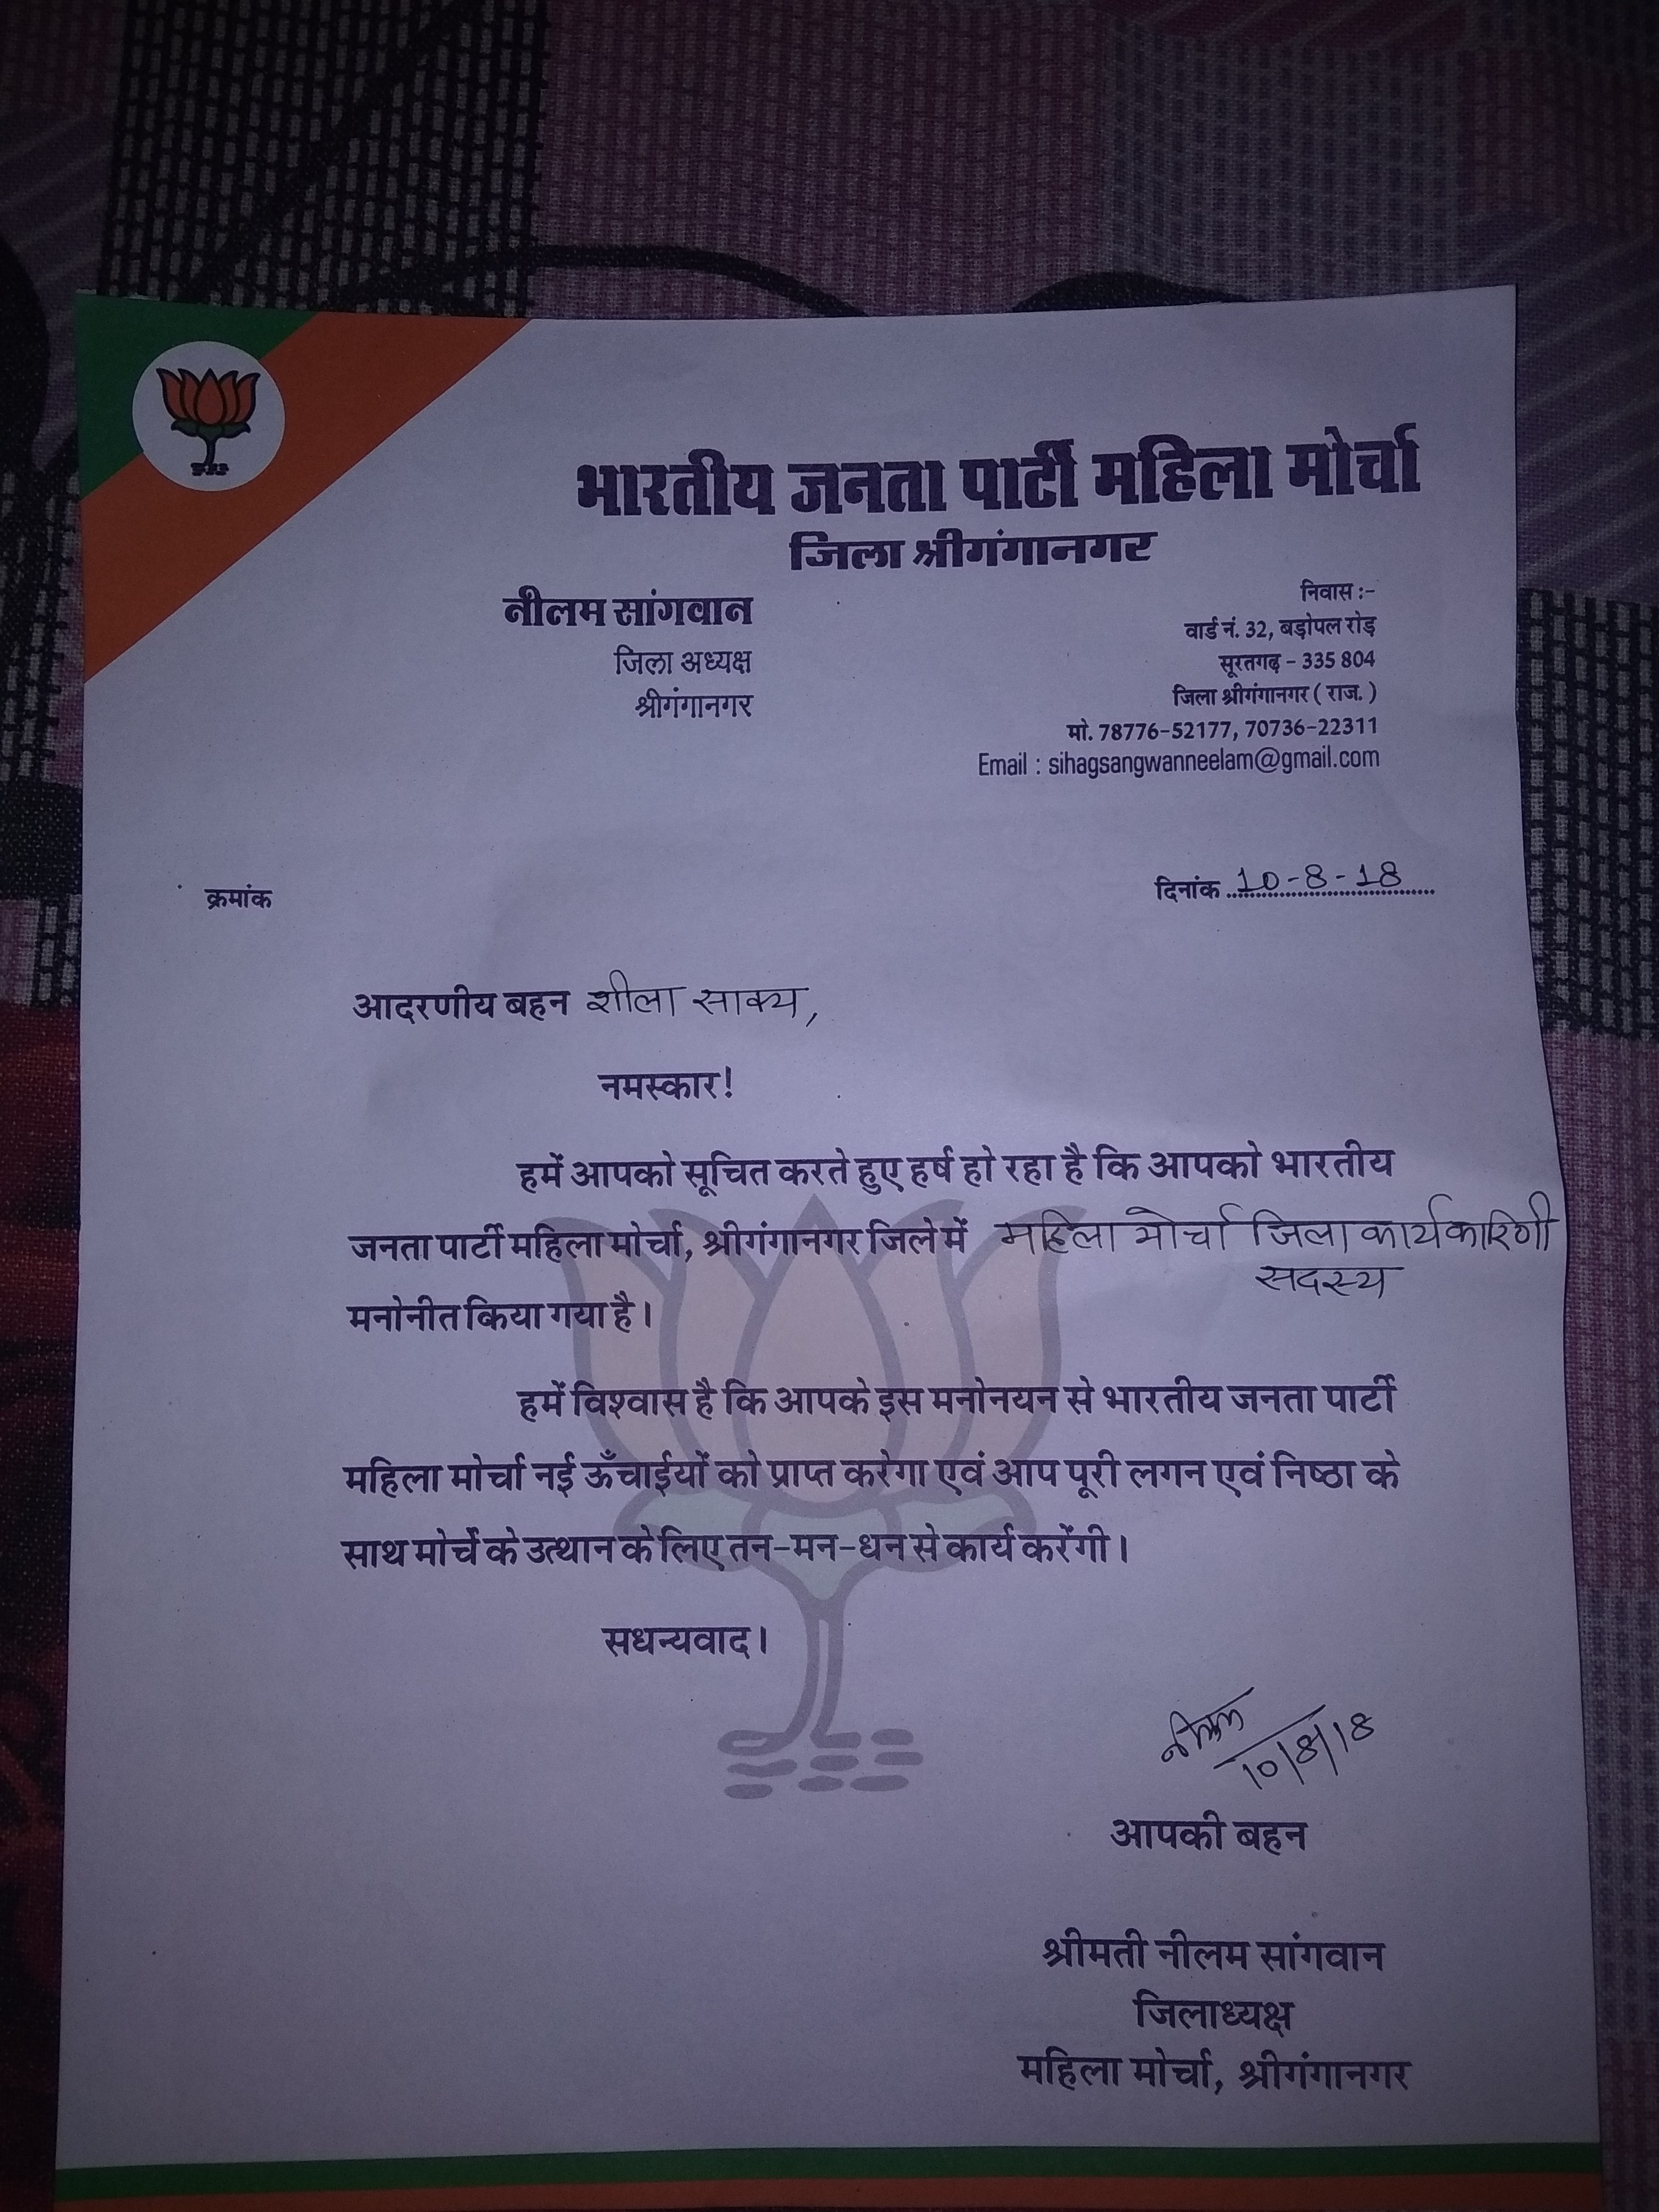 भारतीय जनता पार्टी महिला मोर्चा
जिला श्रीगंगानगर
नीलम सांगवान
जिला अध्यक्ष
श्रीगंगानगर
निवास :-
वार्ड नं. 32, बड़ोपल रोड़
सूरतगढ़ - 335 804
जिला श्रीगंगानगर ( राज. )
मो. 78776-52177, 70736-22311
Email : sihagsangwanneelam@gmail.com
क्रमांक
दिनांक 10-8-18
आदरणीय बहन शीला साक्य,
नमस्कार!
हमें आपको सूचित करते हुए हर्ष हो रहा है कि आपको भारतीय
जनता पार्टी महिला मोर्चा, श्रीगंगानगर जिले में महिला मोर्चा जिला कार्यकारिणी
सदस्य
मनोनीत किया गया है।
हमें विश्वास है कि आपके इस मनोनयन से भारतीय जनता पार्टी
महिला मोर्चा नई ऊँचाईयों को प्राप्त करेगा एवं आप पूरी लगन एवं निष्ठा के
साथ मोर्चे के उत्थान के लिए तन-मन-धन से कार्य करेंगी।
सधन्यवाद।
नीलम
10/8/18
आपकी बहन
श्रीमती नीलम सांगवान
जिलाध्यक्ष
महिला मोर्चा, श्रीगंगानगर